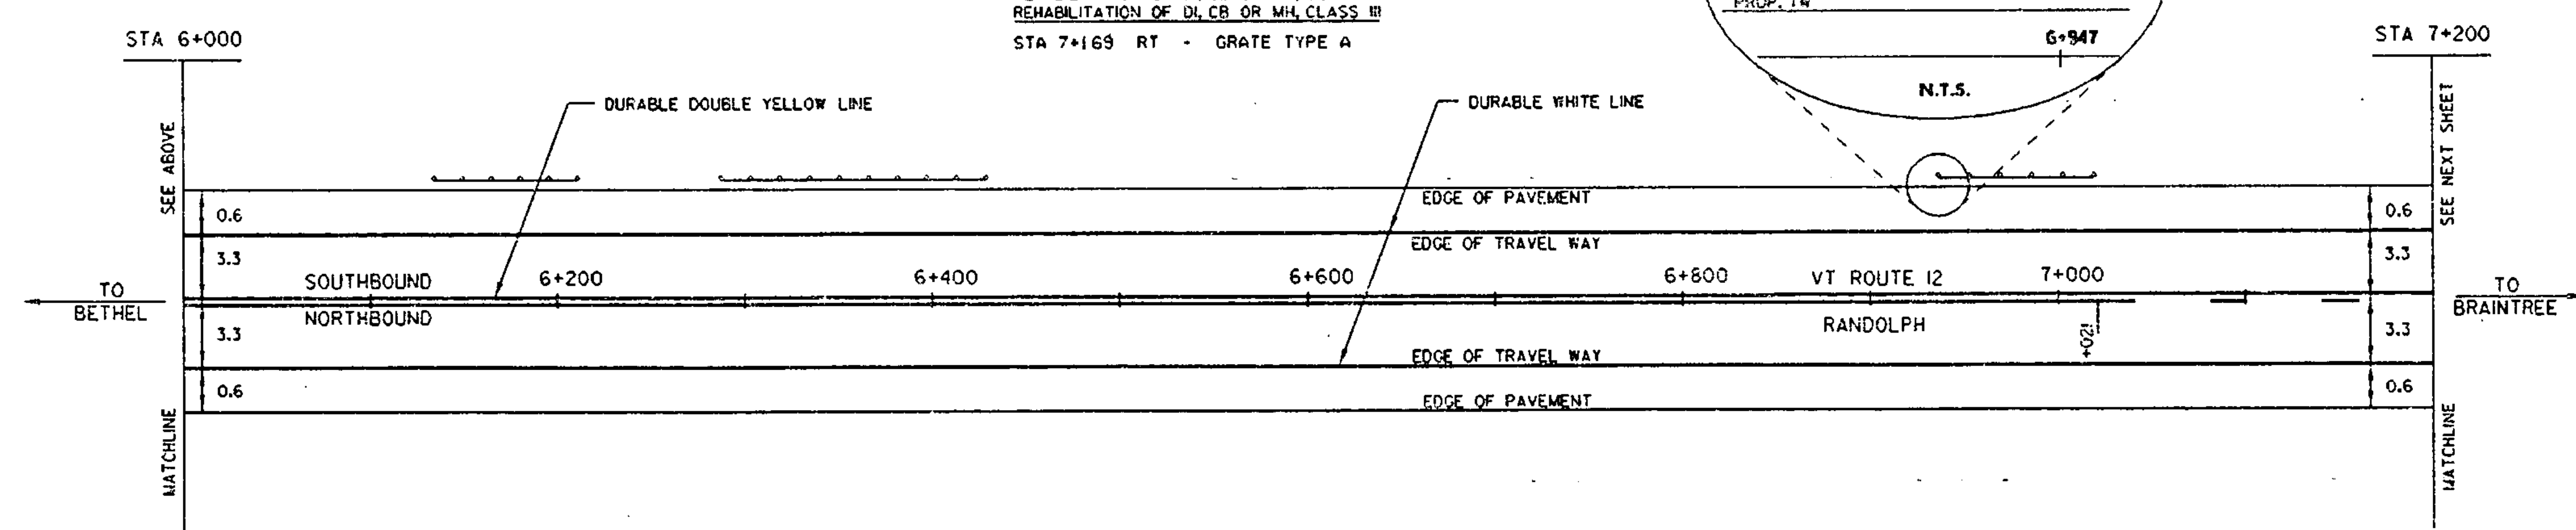 REHABILITATION OF DI, CB OR MH, CLASS III
STA 7+169 RT - GRATE TYPE A
PROP. TW
6+947
N.T.S.
STA 6+000
STA 7+200
SEE ABOVE
DURABLE DOUBLE YELLOW LINE
DURABLE WHITE LINE
SEE NEXT SHEET
EDGE OF PAVEMENT
0.6
0.6
EDGE OF TRAVEL WAY
3.3
3.3
SOUTHBOUND
6+200
6+400
6+600
6+800
VT ROUTE 12
7+000
TO
BETHEL
TO
BRAINTREE
NORTHBOUND
RANDOLPH
+021
3.3
3.3
EDGE OF TRAVEL WAY
0.6
0.6
EDGE OF PAVEMENT
MATCHLINE
MATCHLINE